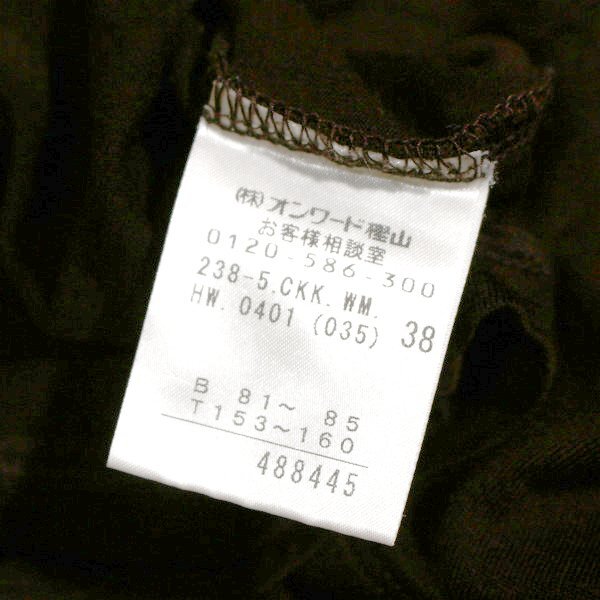 (株)オンワード樫山
お客様相談室
0120-586-300
238-5.CKK.WM.
HW.0401 (035) 38
B 81～ 85
T 153～160
488445